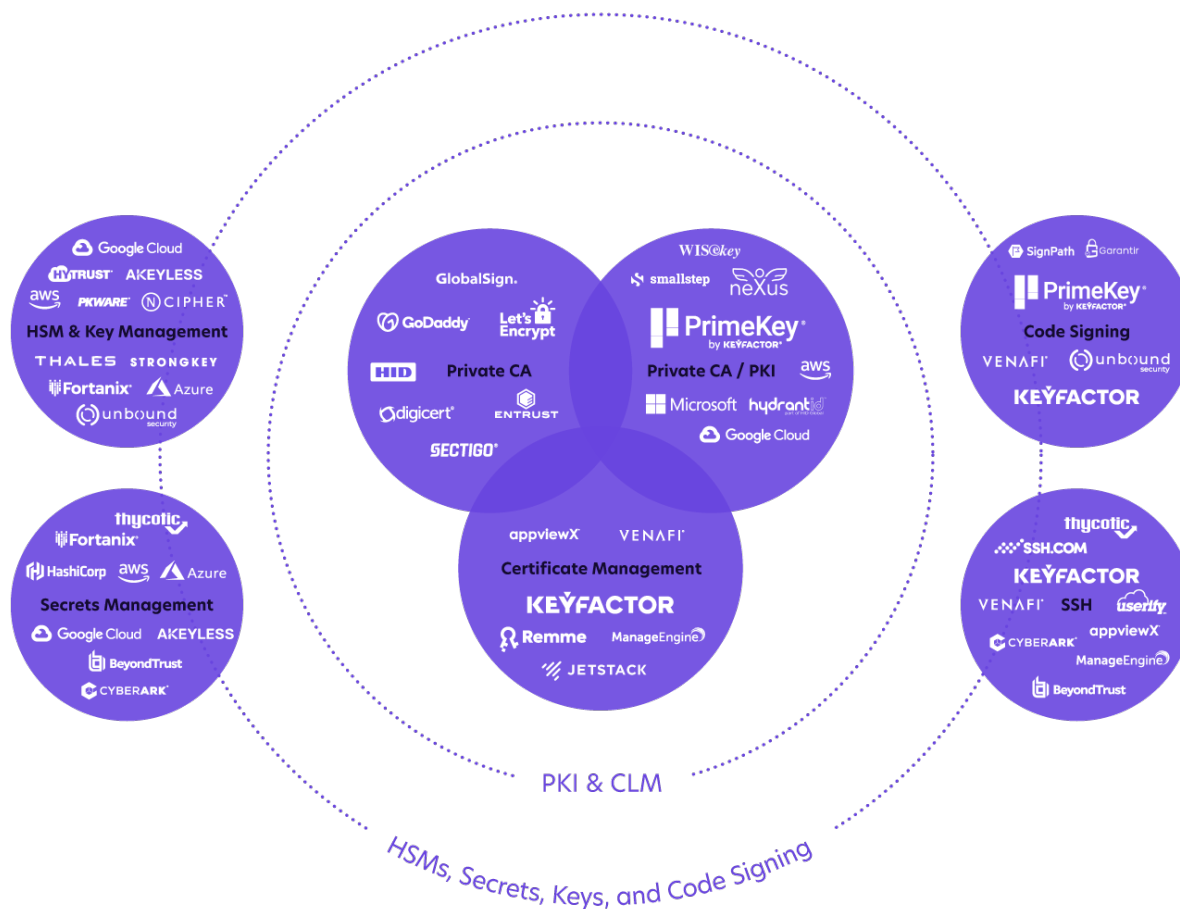 Google Cloud
HYTRUST AKEYLESS
aws PKWARE NCIPHER
HSM & Key Management
THALES STRONGKEY
Fortanix Azure
unbound
security
thycotic
Fortanix
HashiCorp aws Azure
Secrets Management
Google Cloud AKEYLESS
BeyondTrust
CYBERARK
GlobalSign.
GoDaddy Let's
Encrypt
HID Private CA
digicert ENTRUST
SECTIGO
WISekey
smallstep neXus
PrimeKey
by KEYFACTOR
Private CA / PKI aws
Microsoft hydrantid
Google Cloud
appviewX VENAFI
Certificate Management
KEYFACTOR
Remme ManageEngine
JETSTACK
SignPath Garantir
PrimeKey
by KEYFACTOR
Code Signing
VENAFI unbound
security
KEYFACTOR
thycotic
SSH.COM
KEYFACTOR
VENAFI SSH userify
CYBERARK appviewX
ManageEngine
BeyondTrust
PKI & CLM
HSMs, Secrets, Keys, and Code Signing